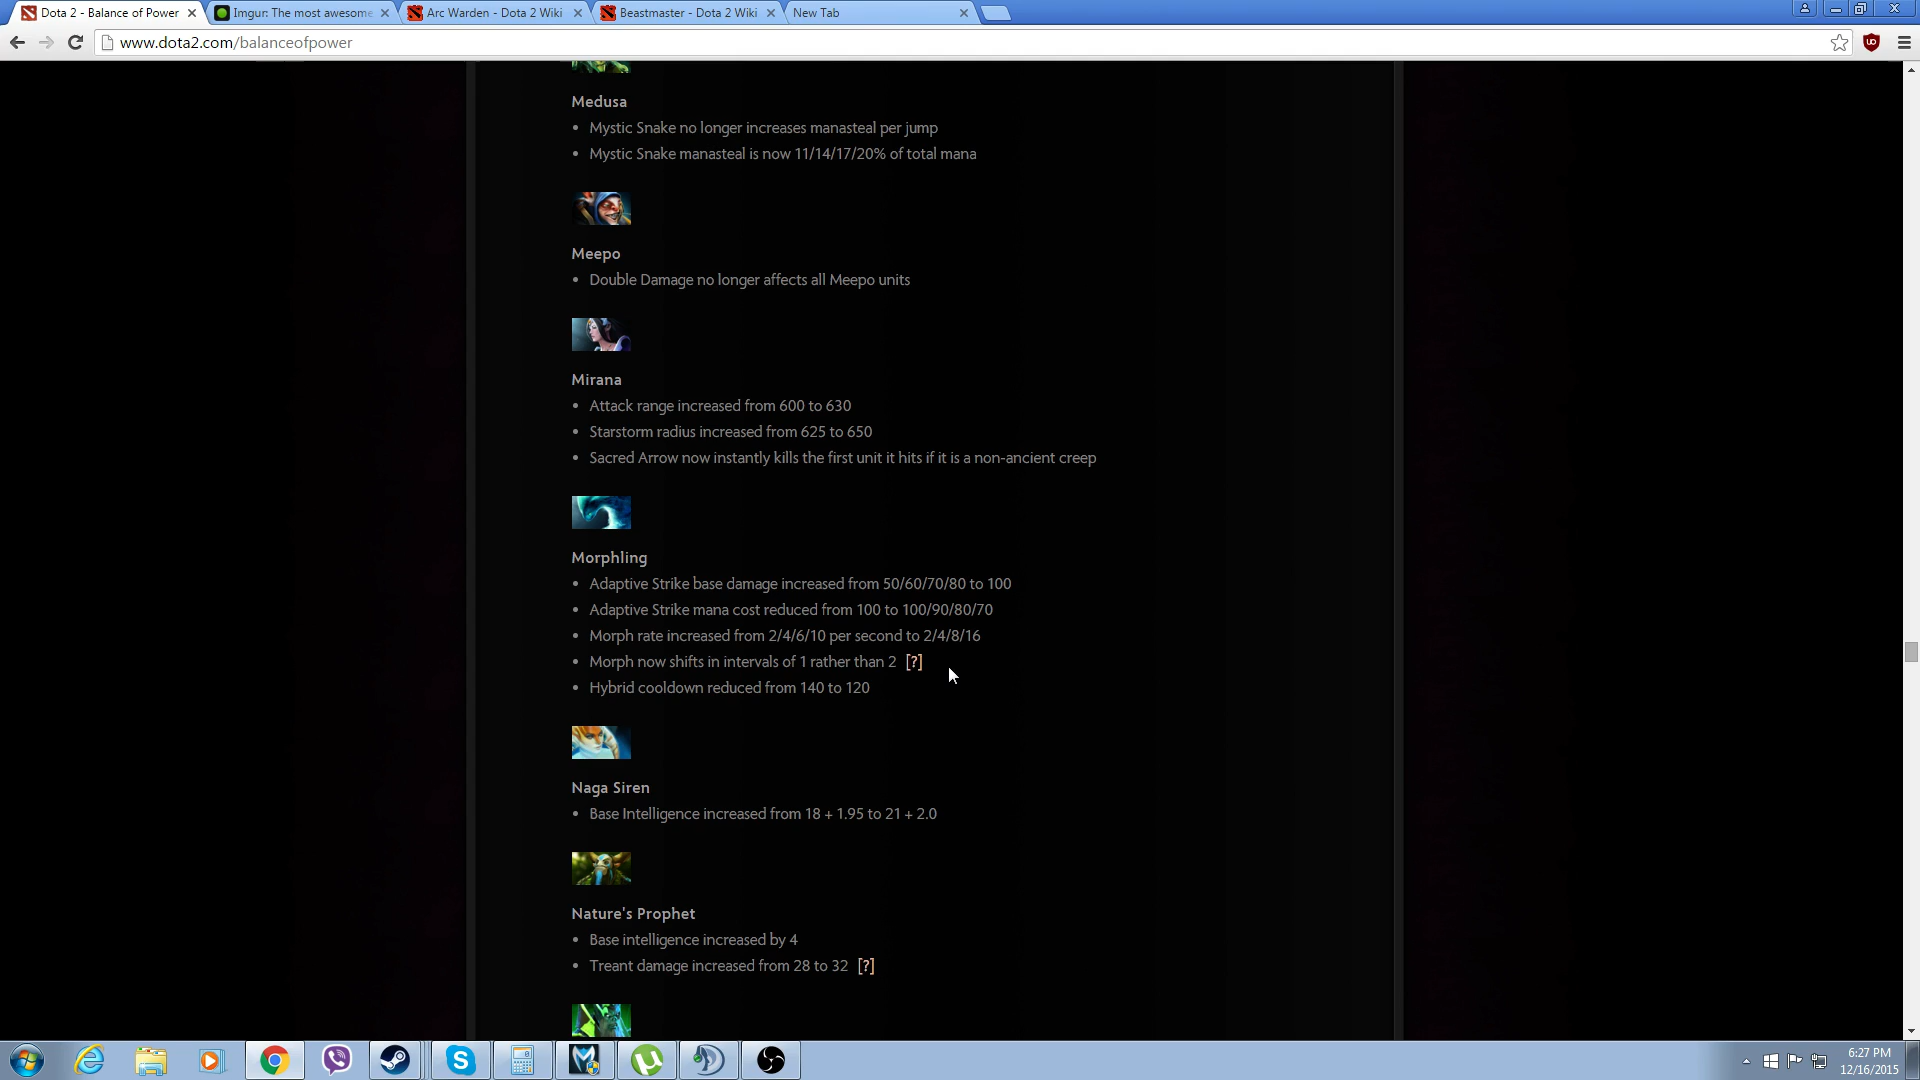 Dota 2 - Balance of Power
Imgur: The most awesome
Arc Warden - Dota 2 Wiki
Beastmaster - Dota 2 Wiki
New Tab
www.dota2.com/balanceofpower
Medusa
• Mystic Snake no longer increases manasteal per jump
• Mystic Snake manasteal is now 11/14/17/20% of total mana
Meepo
• Double Damage no longer affects all Meepo units
Mirana
• Attack range increased from 600 to 630
• Starstorm radius increased from 625 to 650
• Sacred Arrow now instantly kills the first unit it hits if it is a non-ancient creep
Morphling
• Adaptive Strike base damage increased from 50/60/70/80 to 100
• Adaptive Strike mana cost reduced from 100 to 100/90/80/70
• Morph rate increased from 2/4/6/10 per second to 2/4/8/16
• Morph now shifts in intervals of 1 rather than 2 [?]
• Hybrid cooldown reduced from 140 to 120
Naga Siren
• Base Intelligence increased from 18 + 1.95 to 21 + 2.0
Nature's Prophet
• Base intelligence increased by 4
• Treant damage increased from 28 to 32 [?]
6:27 PM
12/16/2015